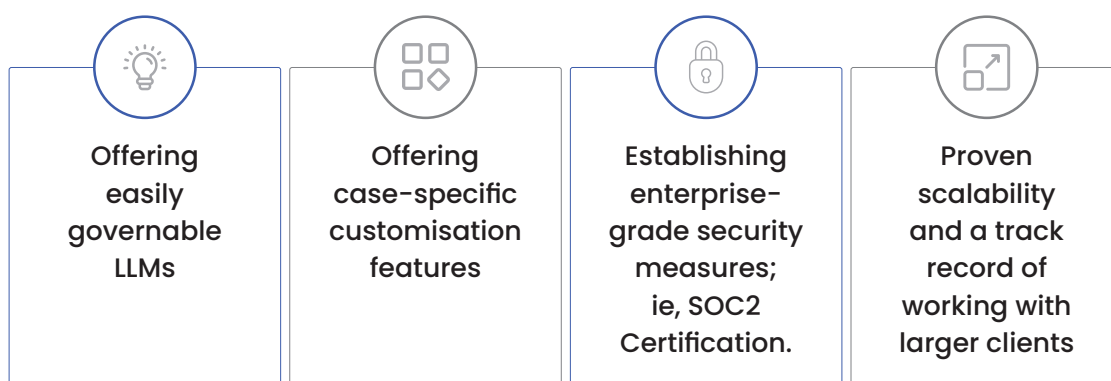 Offering
easily
governable
LLMs
Offering
case-specific
customisation
features
Establishing
enterprise-
grade security
measures;
ie, SOC2
Certification.
Proven
scalability
and a track
record of
working with
larger clients